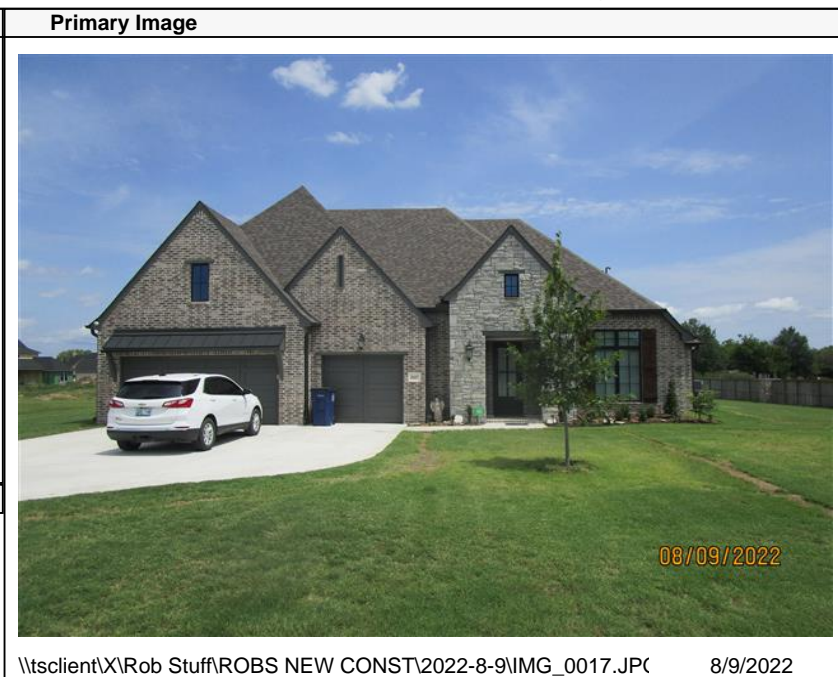 Primary Image
08/09/2022
\\tsclient\X\Rob Stuff\ROBS NEW CONST\2022-8-9\IMG_0017.JP
8/9/2022